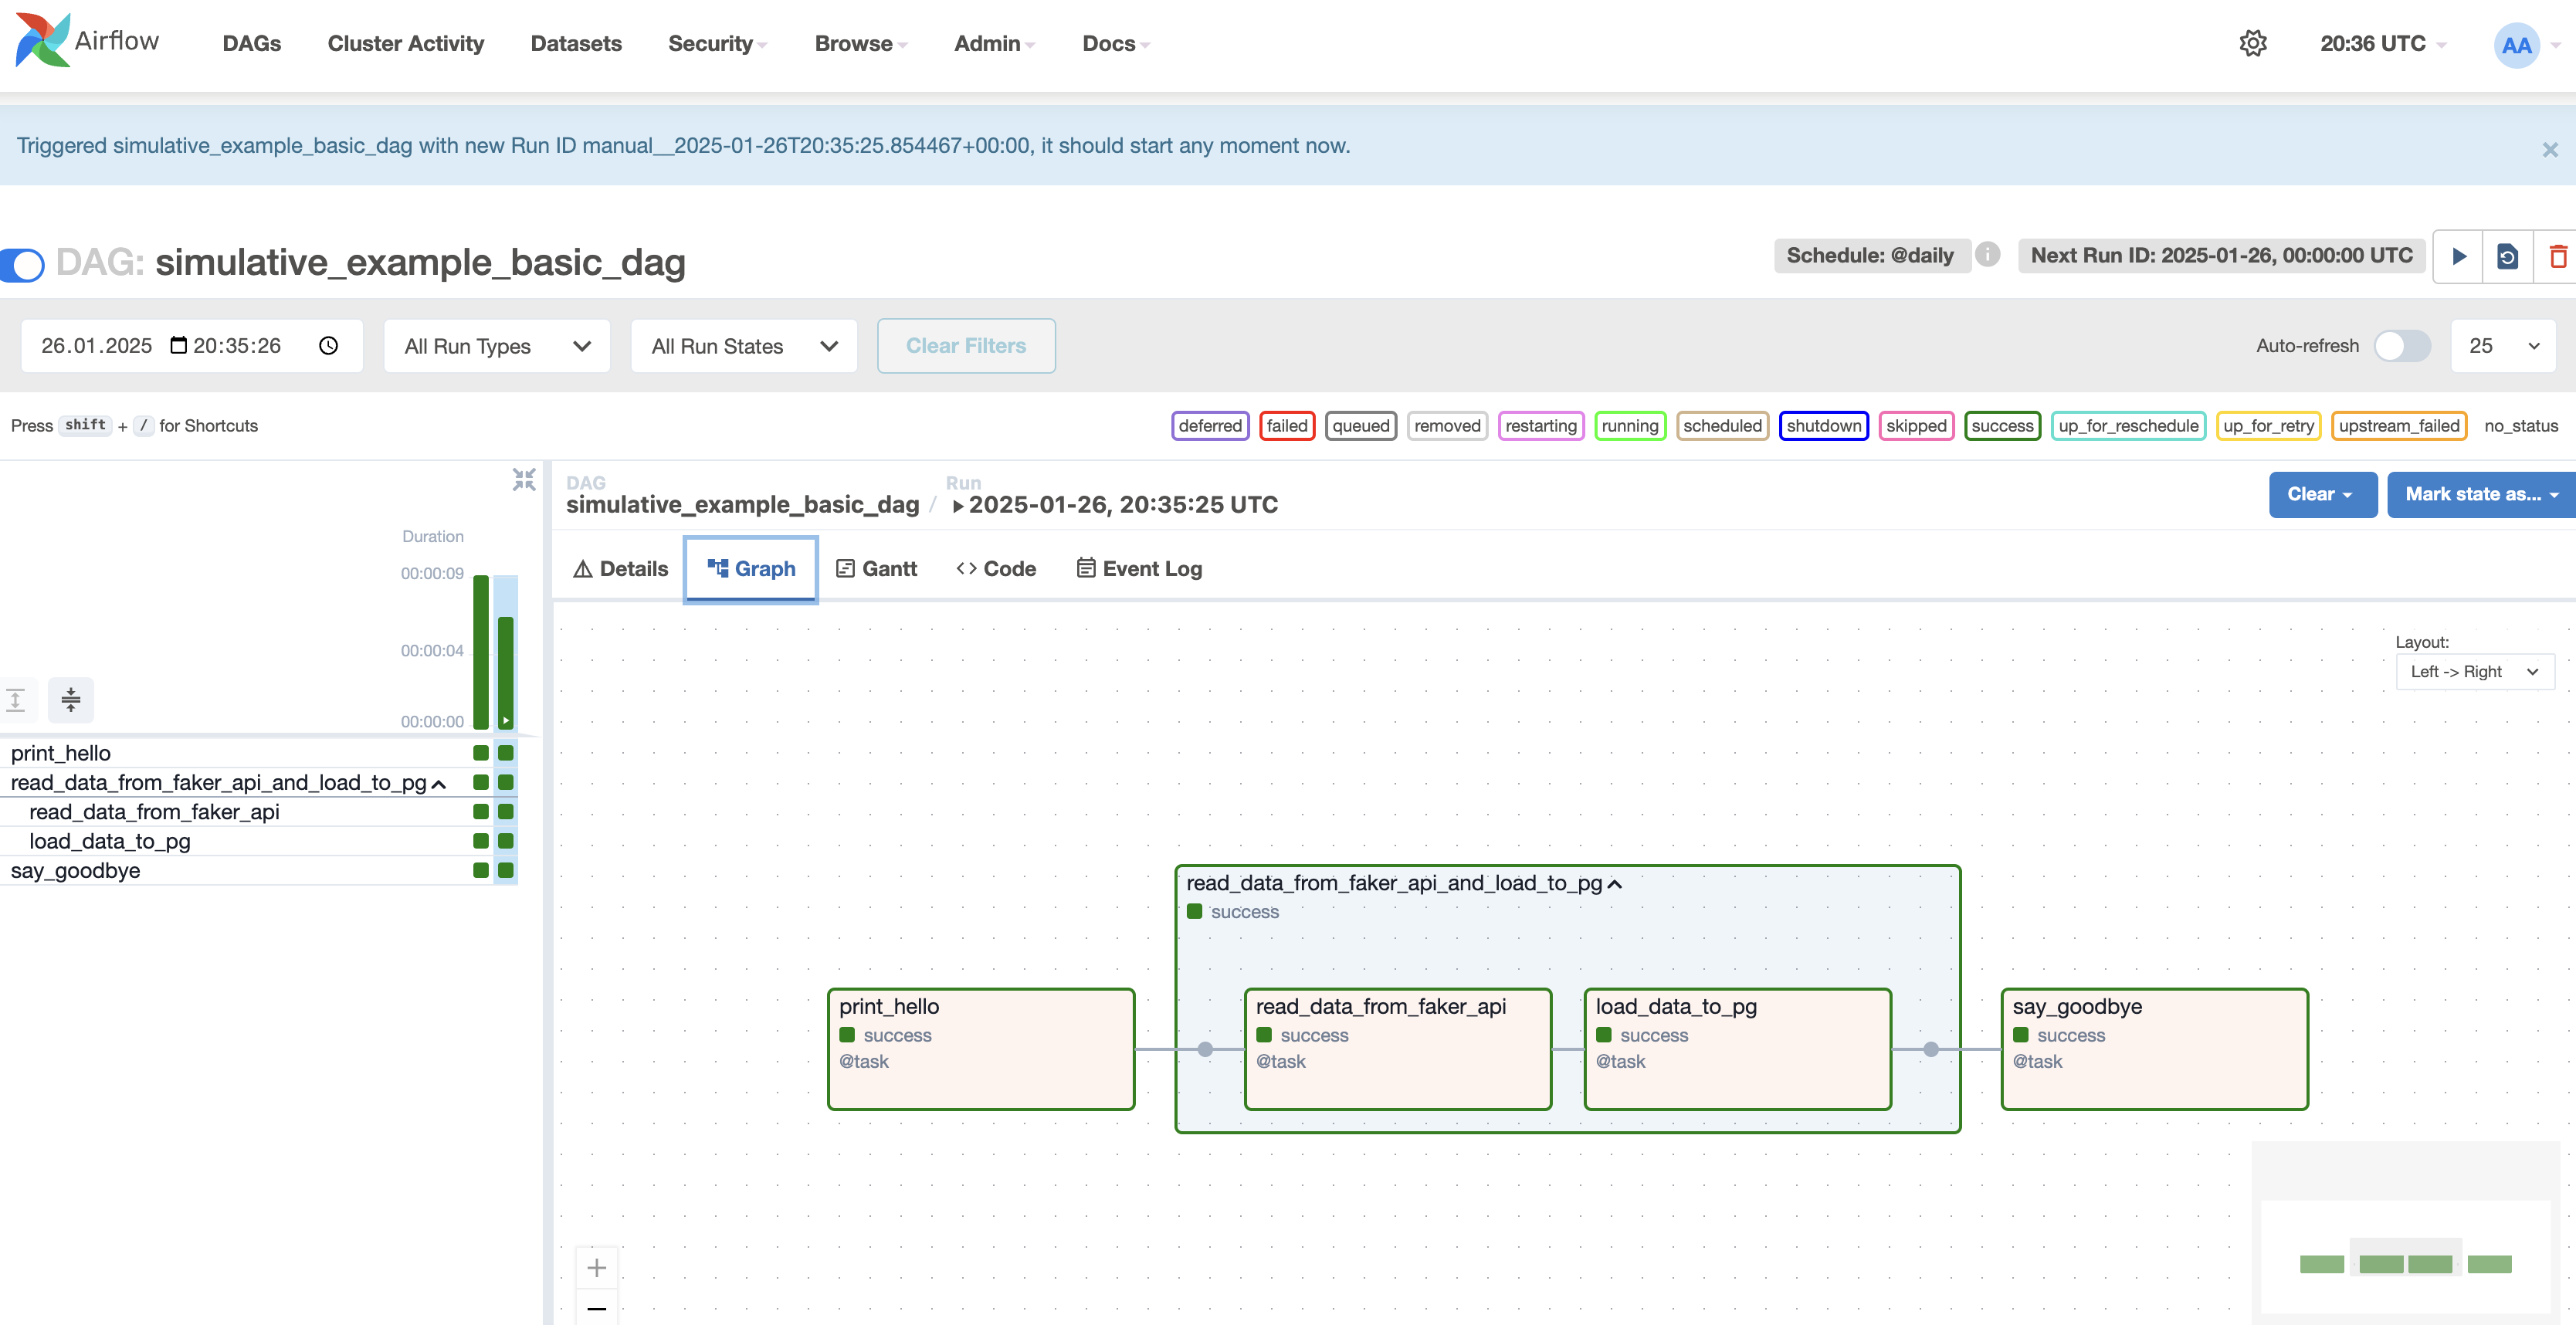 Airflow DAGs Cluster Activity Datasets Security Browse Admin Docs 20:36 UTC AA
Triggered simulative_example_basic_dag with new Run ID manual__2025-01-26T20:35:25.854467+00:00, it should start any moment now. ×
DAG: simulative_example_basic_dag Schedule: @daily i Next Run ID: 2025-01-26, 00:00:00 UTC
26.01.2025 20:35:26 All Run Types All Run States Clear Filters Auto-refresh 25
Press shift + / for Shortcuts deferred failed queued removed restarting running scheduled shutdown skipped success up_for_reschedule up_for_retry upstream_failed no_status
DAG Run
simulative_example_basic_dag / 2025-01-26, 20:35:25 UTC Clear Mark state as...
Details Graph Gantt Code Event Log
Duration
00:00:09
00:00:04
00:00:00
print_hello
read_data_from_faker_api_and_load_to_pg
read_data_from_faker_api
load_data_to_pg
say_goodbye
Layout:
Left -> Right
read_data_from_faker_api_and_load_to_pg
success
print_hello
success
@task
read_data_from_faker_api
success
@task
load_data_to_pg
success
@task
say_goodbye
success
@task